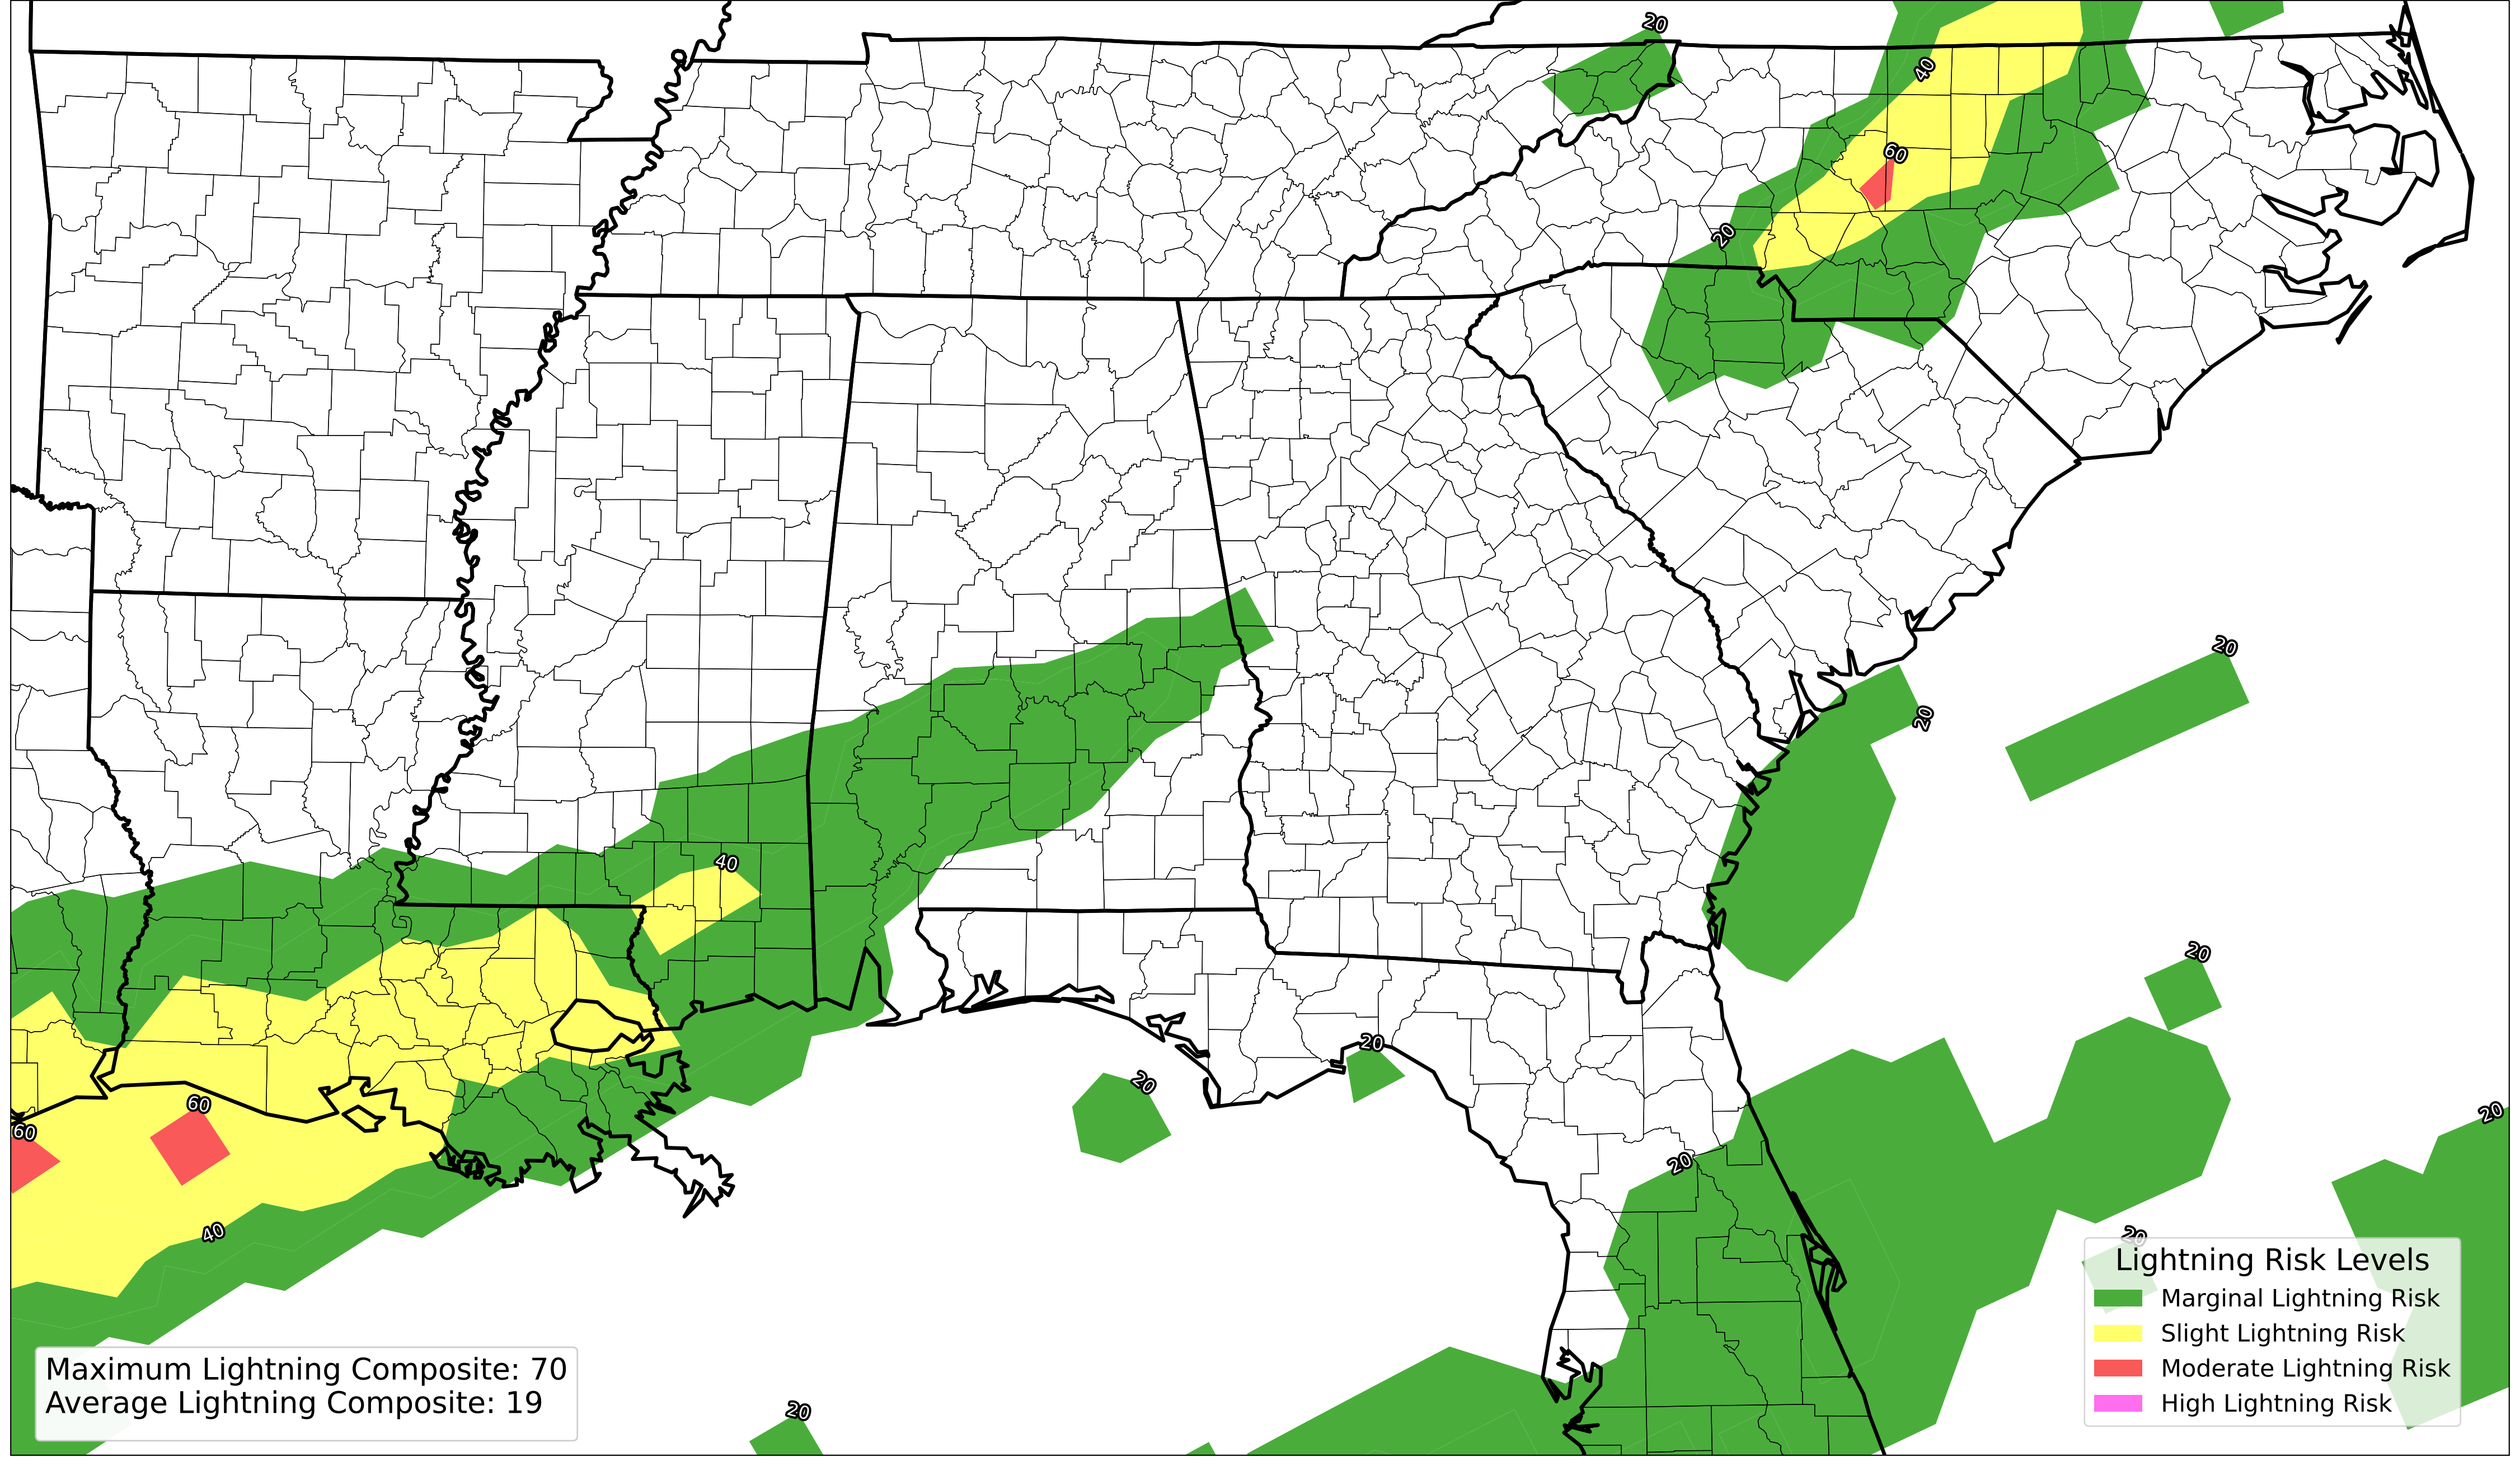 20
40
60
20
20
20
40
20
20
20
60
20
60
20
40
20
Lightning Risk Levels
Marginal Lightning Risk
Slight Lightning Risk
Moderate Lightning Risk
High Lightning Risk
Maximum Lightning Composite: 70
Average Lightning Composite: 19
20